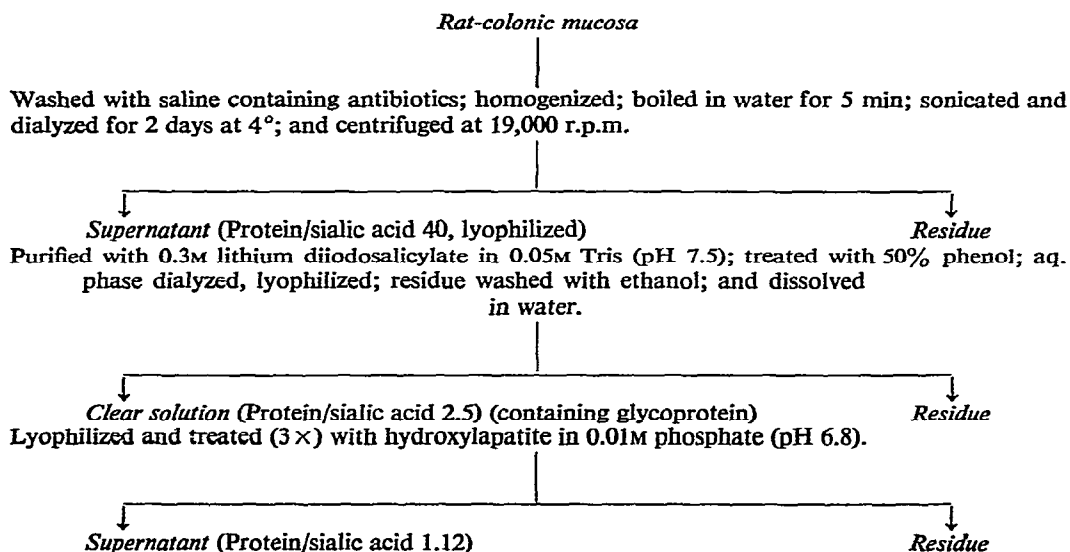 Rat-colonic mucosa
Washed with saline containing antibiotics; homogenized; boiled in water for 5 min; sonicated and
dialyzed for 2 days at 4°; and centrifuged at 19,000 r.p.m.
Supernatant (Protein/sialic acid 40, lyophilized) Residue
Purified with 0.3M lithium diiodosalicylate in 0.05M Tris (pH 7.5); treated with 50% phenol; aq.
phase dialyzed, lyophilized; residue washed with ethanol; and dissolved
in water.
Clear solution (Protein/sialic acid 2.5) (containing glycoprotein) Residue
Lyophilized and treated (3×) with hydroxylapatite in 0.01M phosphate (pH 6.8).
Supernatant (Protein/sialic acid 1.12) Residue